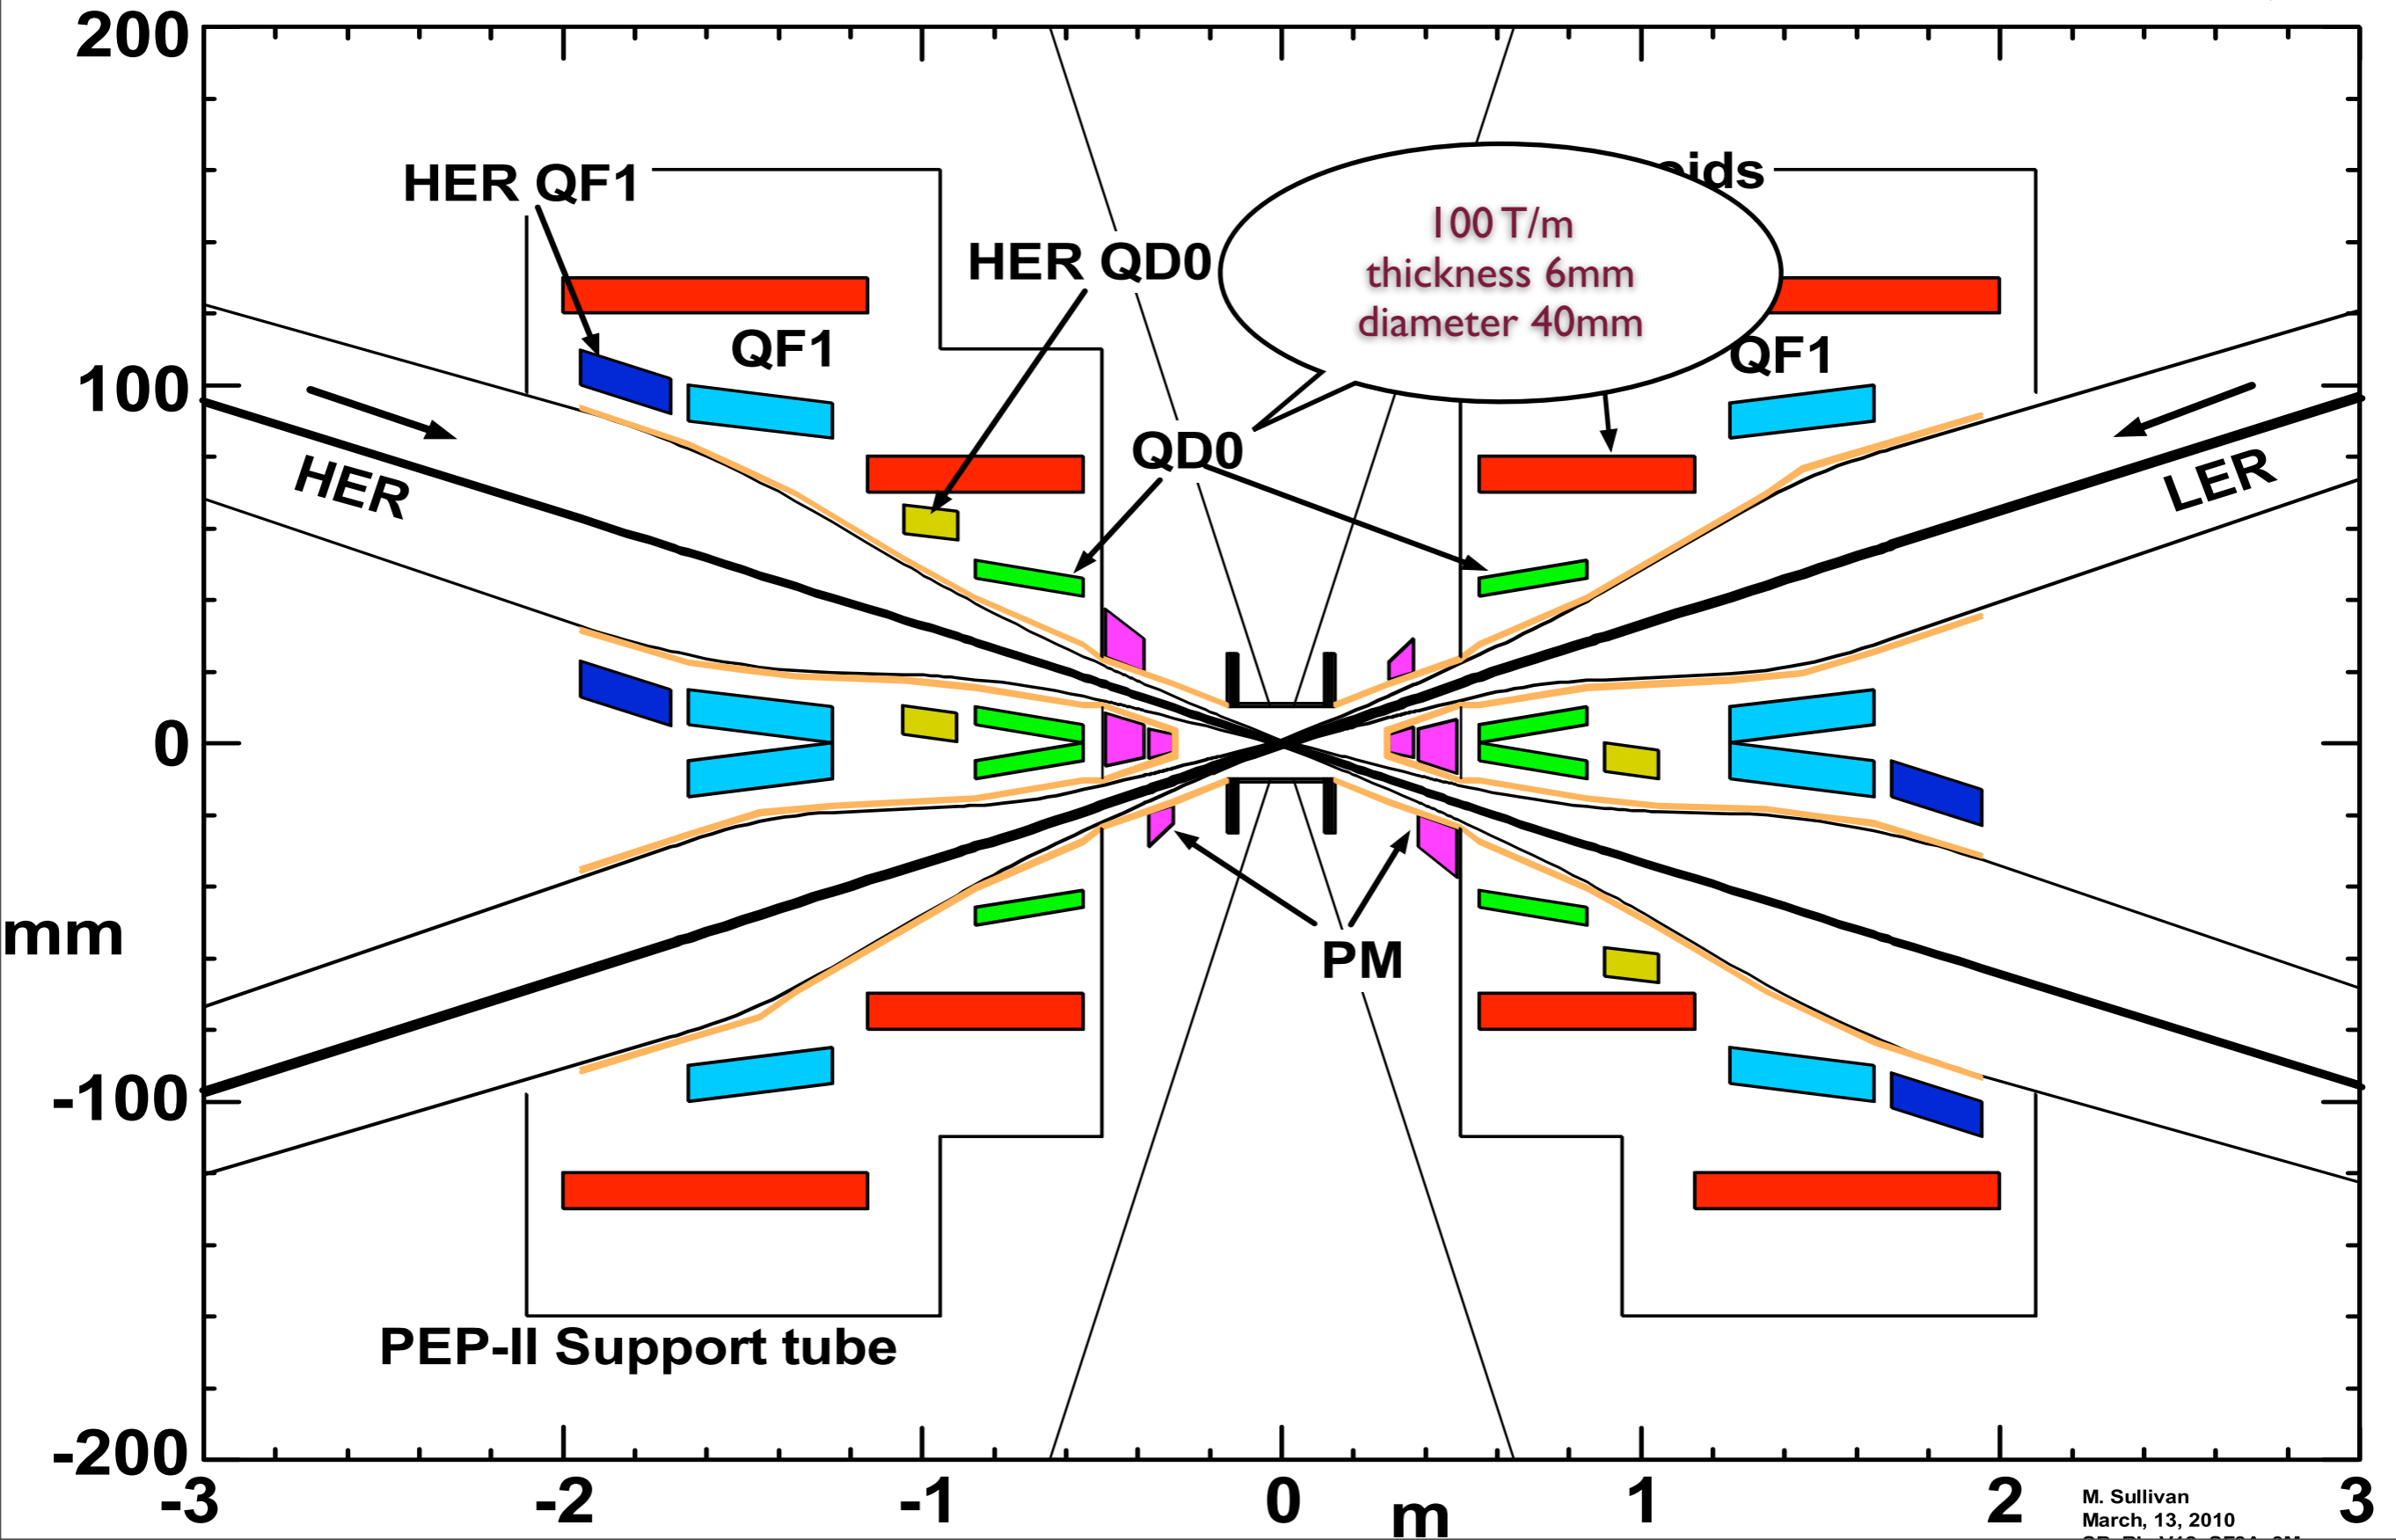 200
HER QF1
oids
HER QD0
100 T/m
thickness 6mm
diameter 40mm
QF1
QF1
100
QD0
HER
LER
0
mm
PM
-100
PEP-II Support tube
-200
-3
-2
-1
0
m
1
2
3
M. Sullivan
March, 13, 2010